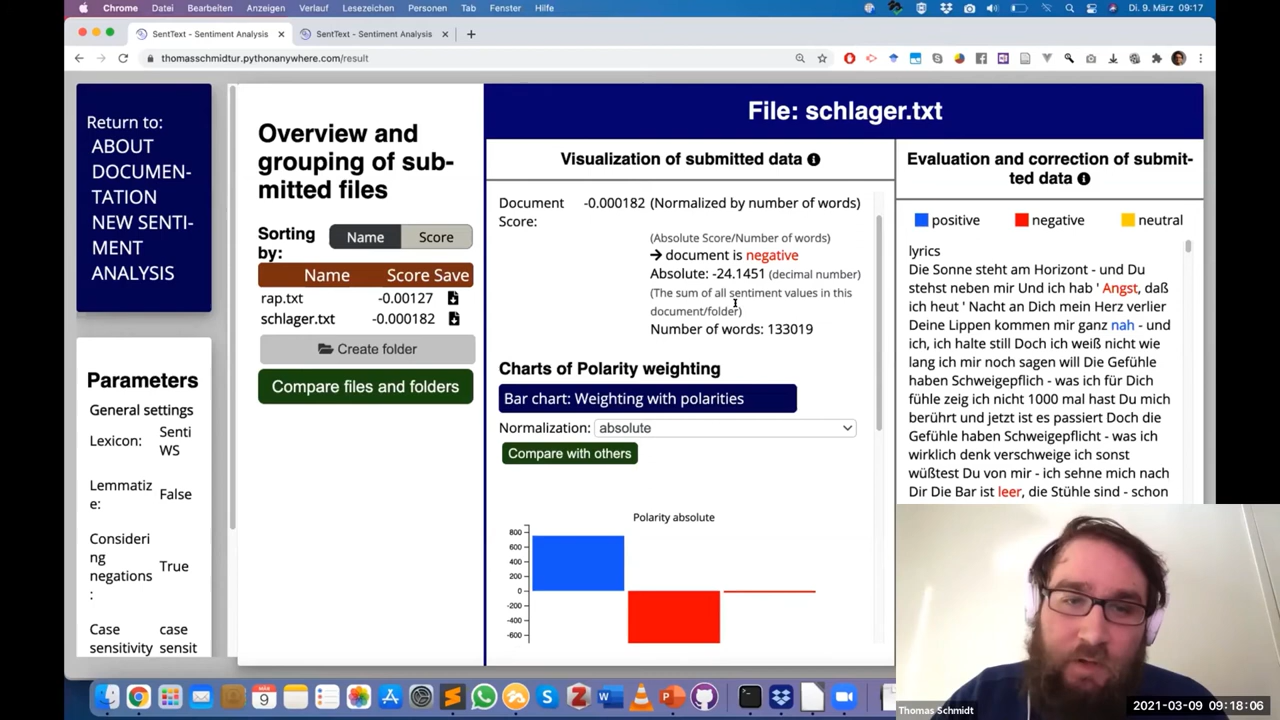 Chrome Datei Bearbeiten Anzeigen Verlauf Lesezeichen Personen Tab Fenster Hilfe Di. 9. März 09:17
SentText - Sentiment Analysis SentText - Sentiment Analysis
thomasschmidtur.pythonanywhere.com/result
Return to:
ABOUT
DOCUMEN-
TATION
NEW SENTI-
MENT
ANALYSIS
Parameters
General settings
Lexicon: Senti
WS
Lemmatiz
e: False
Consideri
ng
negations
: True
Case case
sensitivity sensit
Overview and
grouping of sub-
mitted files
Sorting
by: Name Score
Name Score Save
rap.txt -0.00127
schlager.txt -0.000182
Create folder
Compare files and folders
File: schlager.txt
Visualization of submitted data
Document -0.000182 (Normalized by number of words)
Score:
(Absolute Score/Number of words)
→ document is negative
Absolute: -24.1451 (decimal number)
(The sum of all sentiment values in this
document/folder)
Number of words: 133019
Charts of Polarity weighting
Bar chart: Weighting with polarities
Normalization: absolute
Compare with others
Polarity absolute
800
600
400
200
0
-200
-400
-600
Evaluation and correction of submit-
ted data
positive negative neutral
lyrics
Die Sonne steht am Horizont - und Du
stehst neben mir Und ich hab ' Angst, daß
ich heut ' Nacht an Dich mein Herz verlier
Deine Lippen kommen mir ganz nah - und
ich, ich halte still Doch ich weiß nicht wie
lang ich mir noch sagen will Die Gefühle
haben Schweigepflich - was ich für Dich
fühle zeig ich nicht 1000 mal hast Du mich
berührt und jetzt ist es passiert Doch die
Gefühle haben Schweigepflicht - was ich
wirklich denk verschweige ich sonst
wüßtest Du von mir - ich sehne mich nach
Dir Die Bar ist leer, die Stühle sind - schon
Thomas Schmidt
2021-03-09 09:18:06